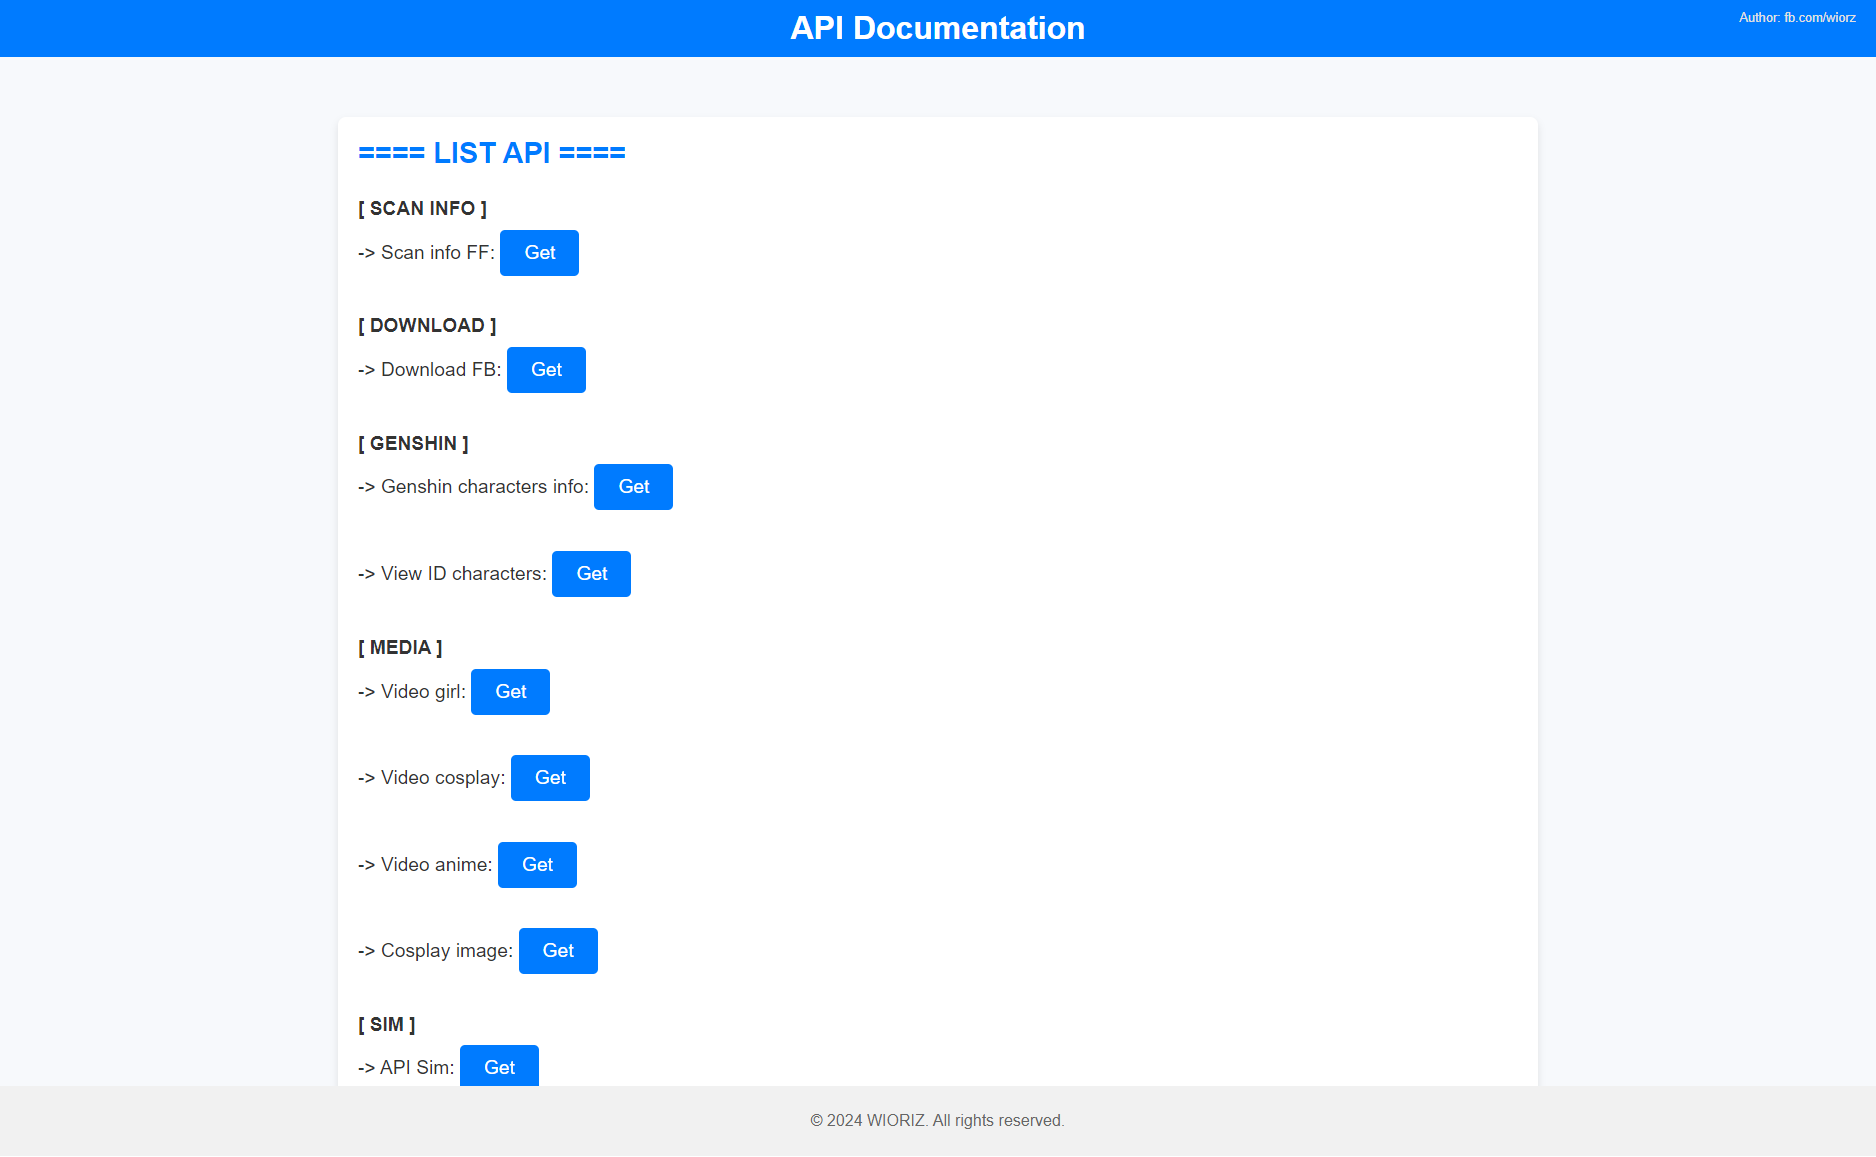 API Documentation
Author: fb.com/wiorz
==== LIST API ====
[ SCAN INFO ]
-> Scan info FF: Get
[ DOWNLOAD ]
-> Download FB: Get
[ GENSHIN ]
-> Genshin characters info: Get
-> View ID characters: Get
[ MEDIA ]
-> Video girl: Get
-> Video cosplay: Get
-> Video anime: Get
-> Cosplay image: Get
[ SIM ]
-> API Sim: Get
© 2024 WIORIZ. All rights reserved.